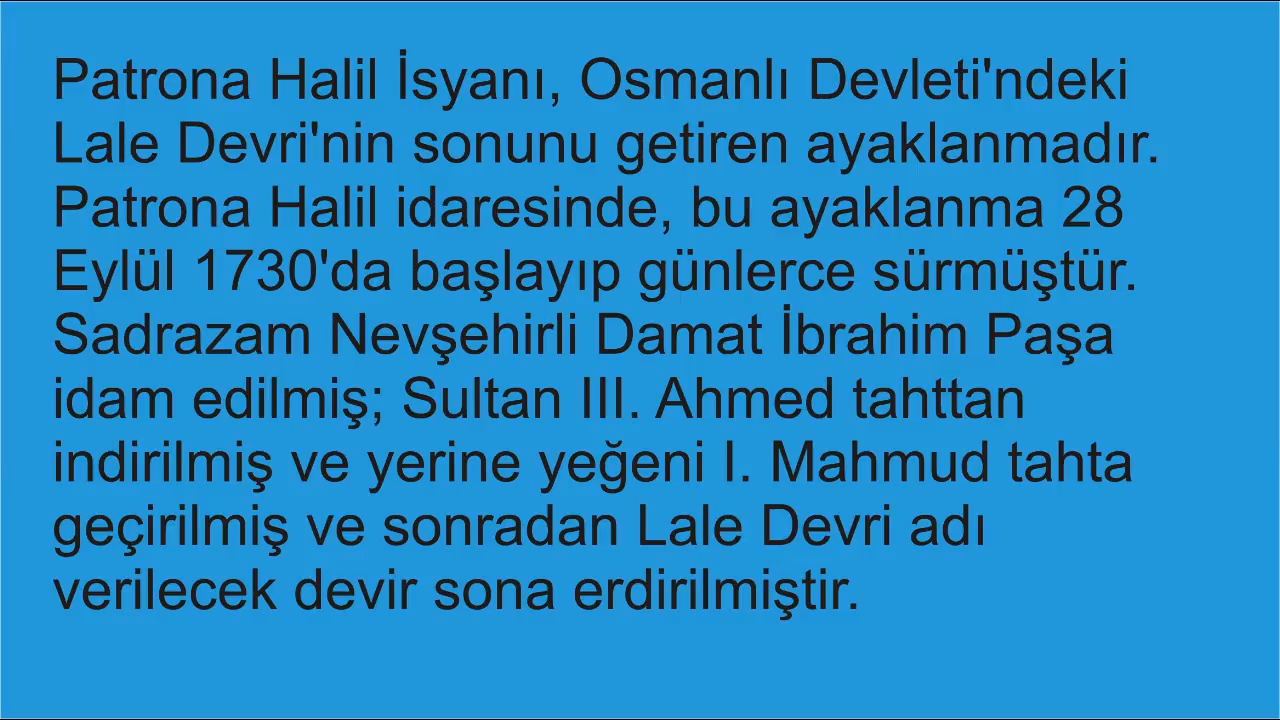 Patrona Halil İsyanı, Osmanlı Devleti'ndeki
Lale Devri'nin sonunu getiren ayaklanmadır.
Patrona Halil idaresinde, bu ayaklanma 28
Eylül 1730'da başlayıp günlerce sürmüştür.
Sadrazam Nevşehirli Damat İbrahim Paşa
idam edilmiş; Sultan III. Ahmed tahttan
indirilmiş ve yerine yeğeni I. Mahmud tahta
geçirilmiş ve sonradan Lale Devri adı
verilecek devir sona erdirilmiştir.